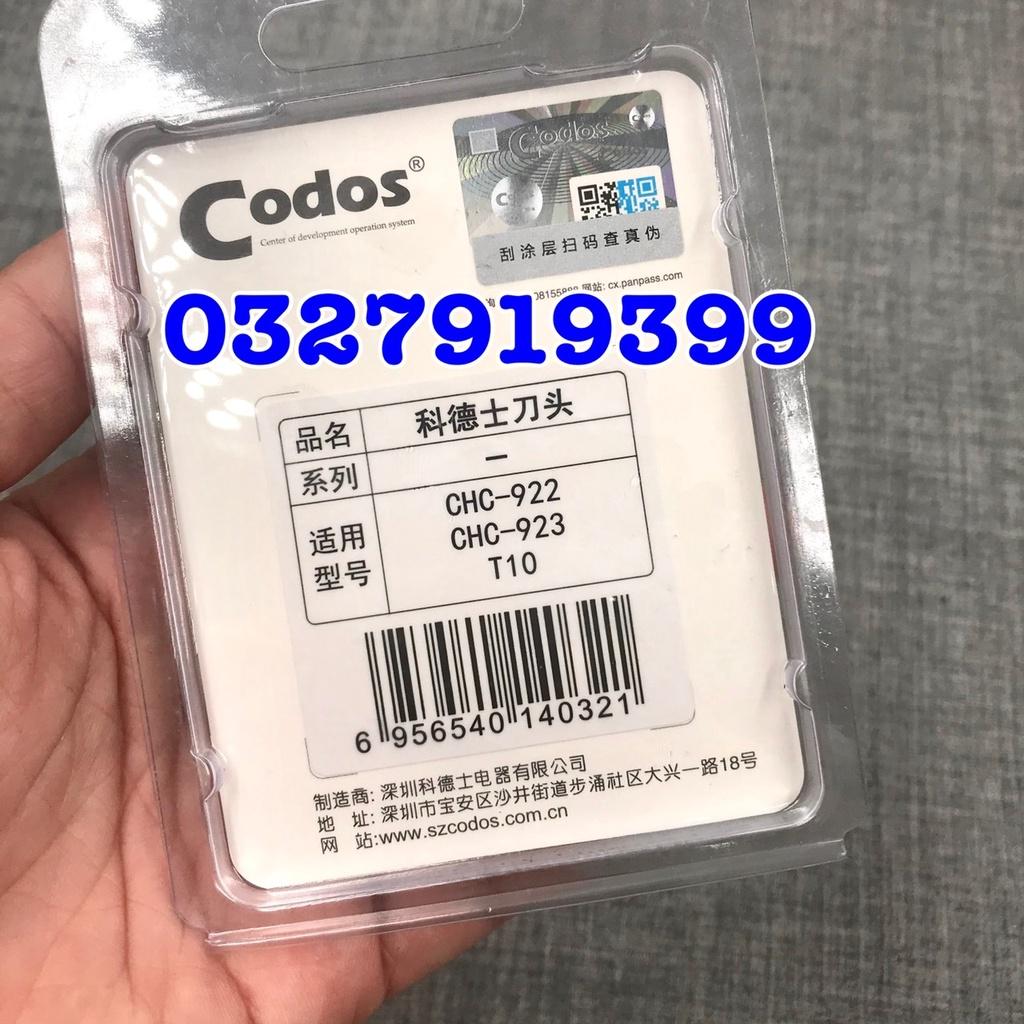 Codos®
Center of development operation system
Codos
刮涂层扫码查真伪
网站: cx.panpass.com
0327919399
品名 科德士刀头
系列 —
适用型号 CHC-922
CHC-923
T10
6 956540 140321
制造商: 深圳科德士电器有限公司
地 址: 深圳市宝安区沙井街道步涌社区大兴一路18号
网 站:www.szcodos.com.cn